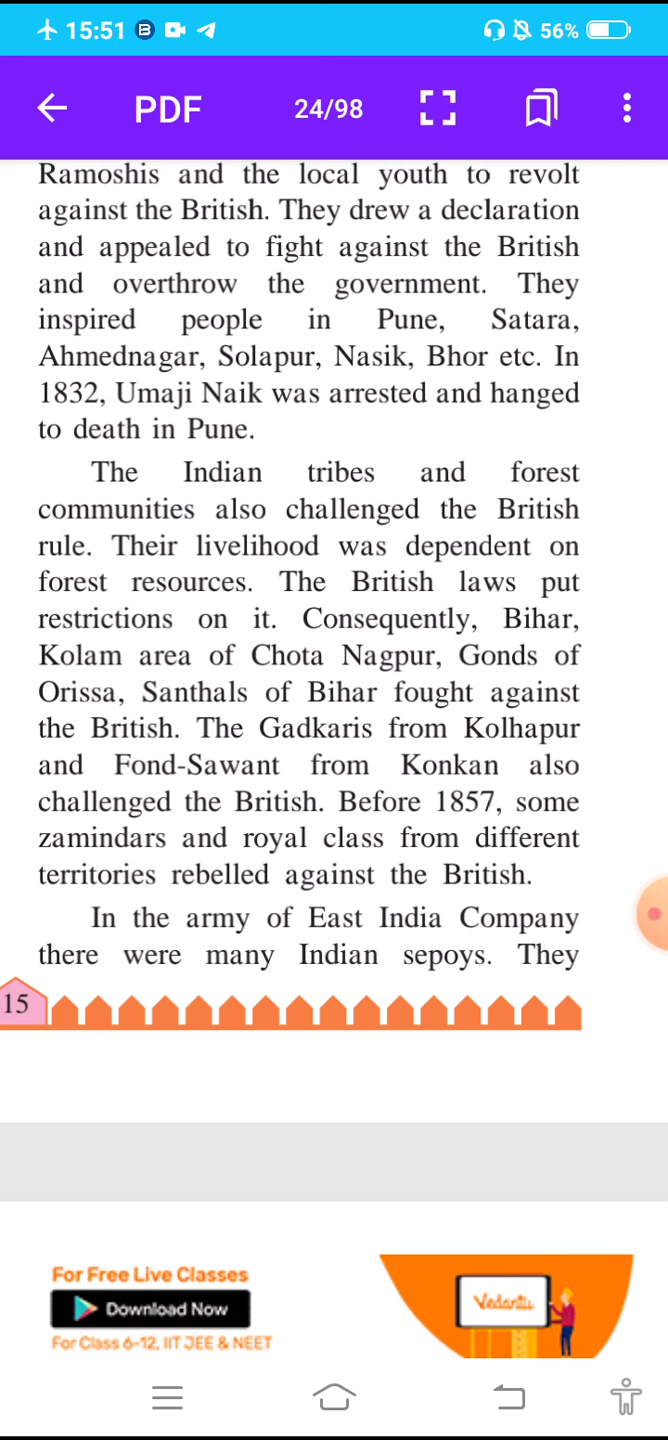 15:51 B 56%
PDF 24/98
Ramoshis and the local youth to revolt
against the British. They drew a declaration
and appealed to fight against the British
and overthrow the government. They
inspired people in Pune, Satara,
Ahmednagar, Solapur, Nasik, Bhor etc. In
1832, Umaji Naik was arrested and hanged
to death in Pune.
The Indian tribes and forest
communities also challenged the British
rule. Their livelihood was dependent on
forest resources. The British laws put
restrictions on it. Consequently, Bihar,
Kolam area of Chota Nagpur, Gonds of
Orissa, Santhals of Bihar fought against
the British. The Gadkaris from Kolhapur
and Fond-Sawant from Konkan also
challenged the British. Before 1857, some
zamindars and royal class from different
territories rebelled against the British.
In the army of East India Company
there were many Indian sepoys. They
15
For Free Live Classes
Download Now
For Class 6-12, IIT JEE & NEET
Vedantu